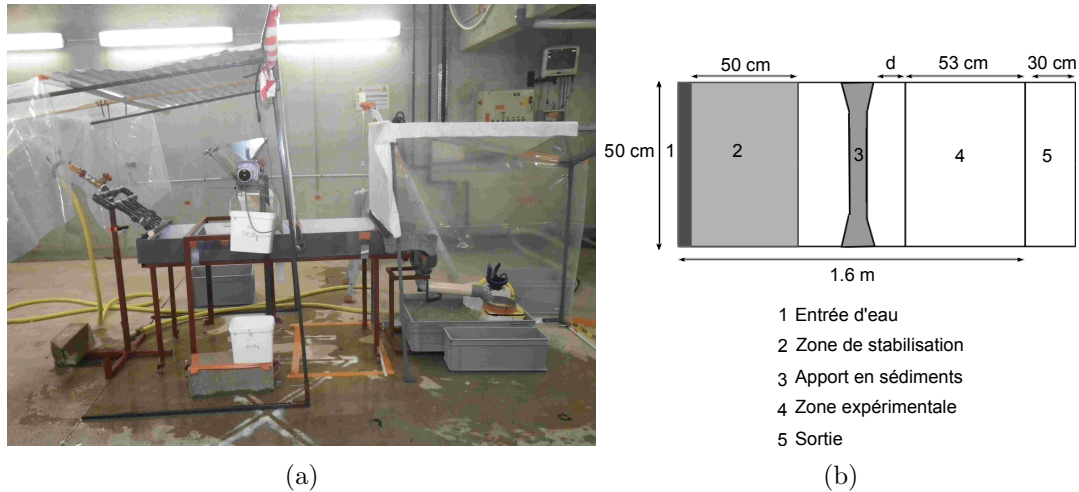 50 cm
d
53 cm
30 cm
50 cm
1
2
3
4
5
1.6 m
1 Entrée d'eau
2 Zone de stabilisation
3 Apport en sédiments
4 Zone expérimentale
5 Sortie
(a)
(b)